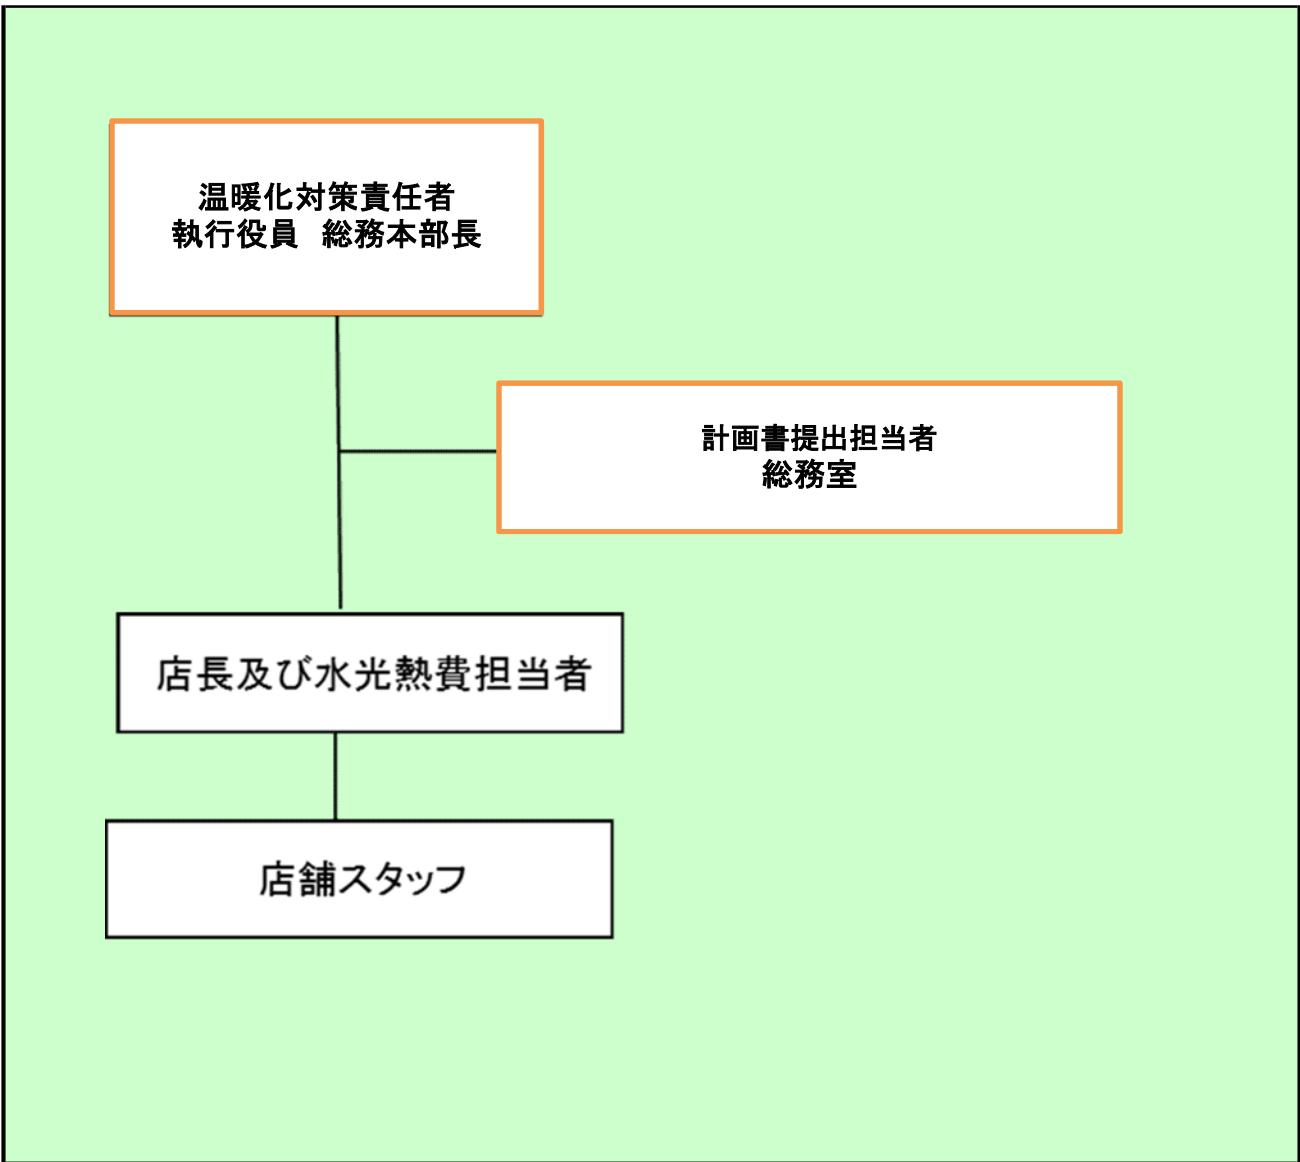 温暖化対策責任者
執行役員　総務本部長
計画書提出担当者
総務室
店長及び水光熱費担当者
店舗スタッフ